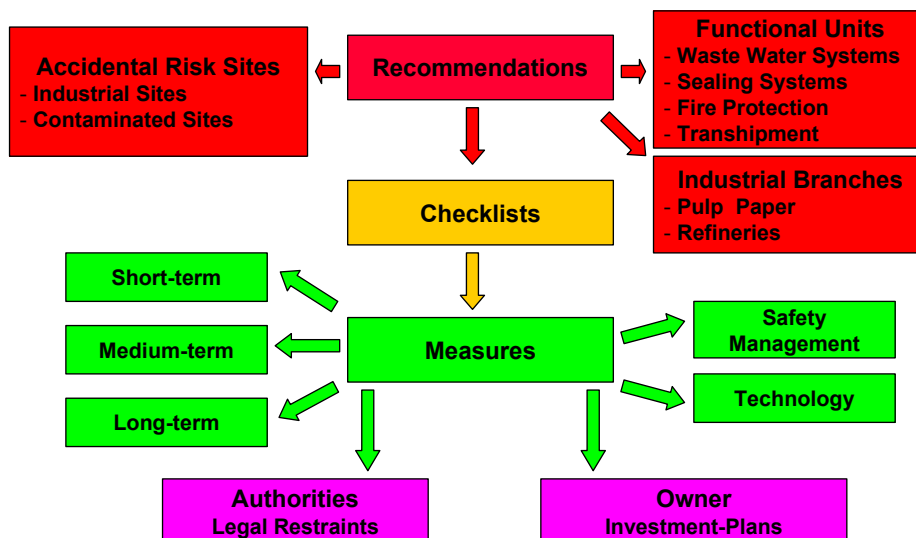 Accidental Risk Sites
- Industrial Sites
- Contaminated Sites
Recommendations
Functional Units
- Waste Water Systems
- Sealing Systems
- Fire Protection
- Transhipment
Industrial Branches
- Pulp Paper
- Refineries
Checklists
Short-term
Medium-term
Long-term
Measures
Safety
Management
Technology
Authorities
Legal Restraints
Owner
Investment-Plans